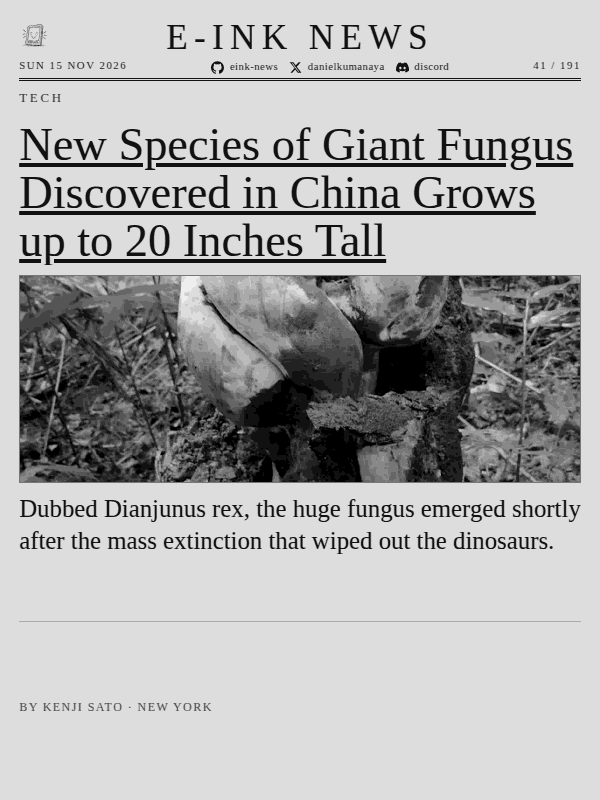 E-INK NEWS
SUN 15 NOV 2026
eink-news danielkumanaya discord
41 / 191
TECH
New Species of Giant Fungus
Discovered in China Grows
up to 20 Inches Tall
Dubbed Dianjunus rex, the huge fungus emerged shortly
after the mass extinction that wiped out the dinosaurs.
BY KENJI SATO · NEW YORK